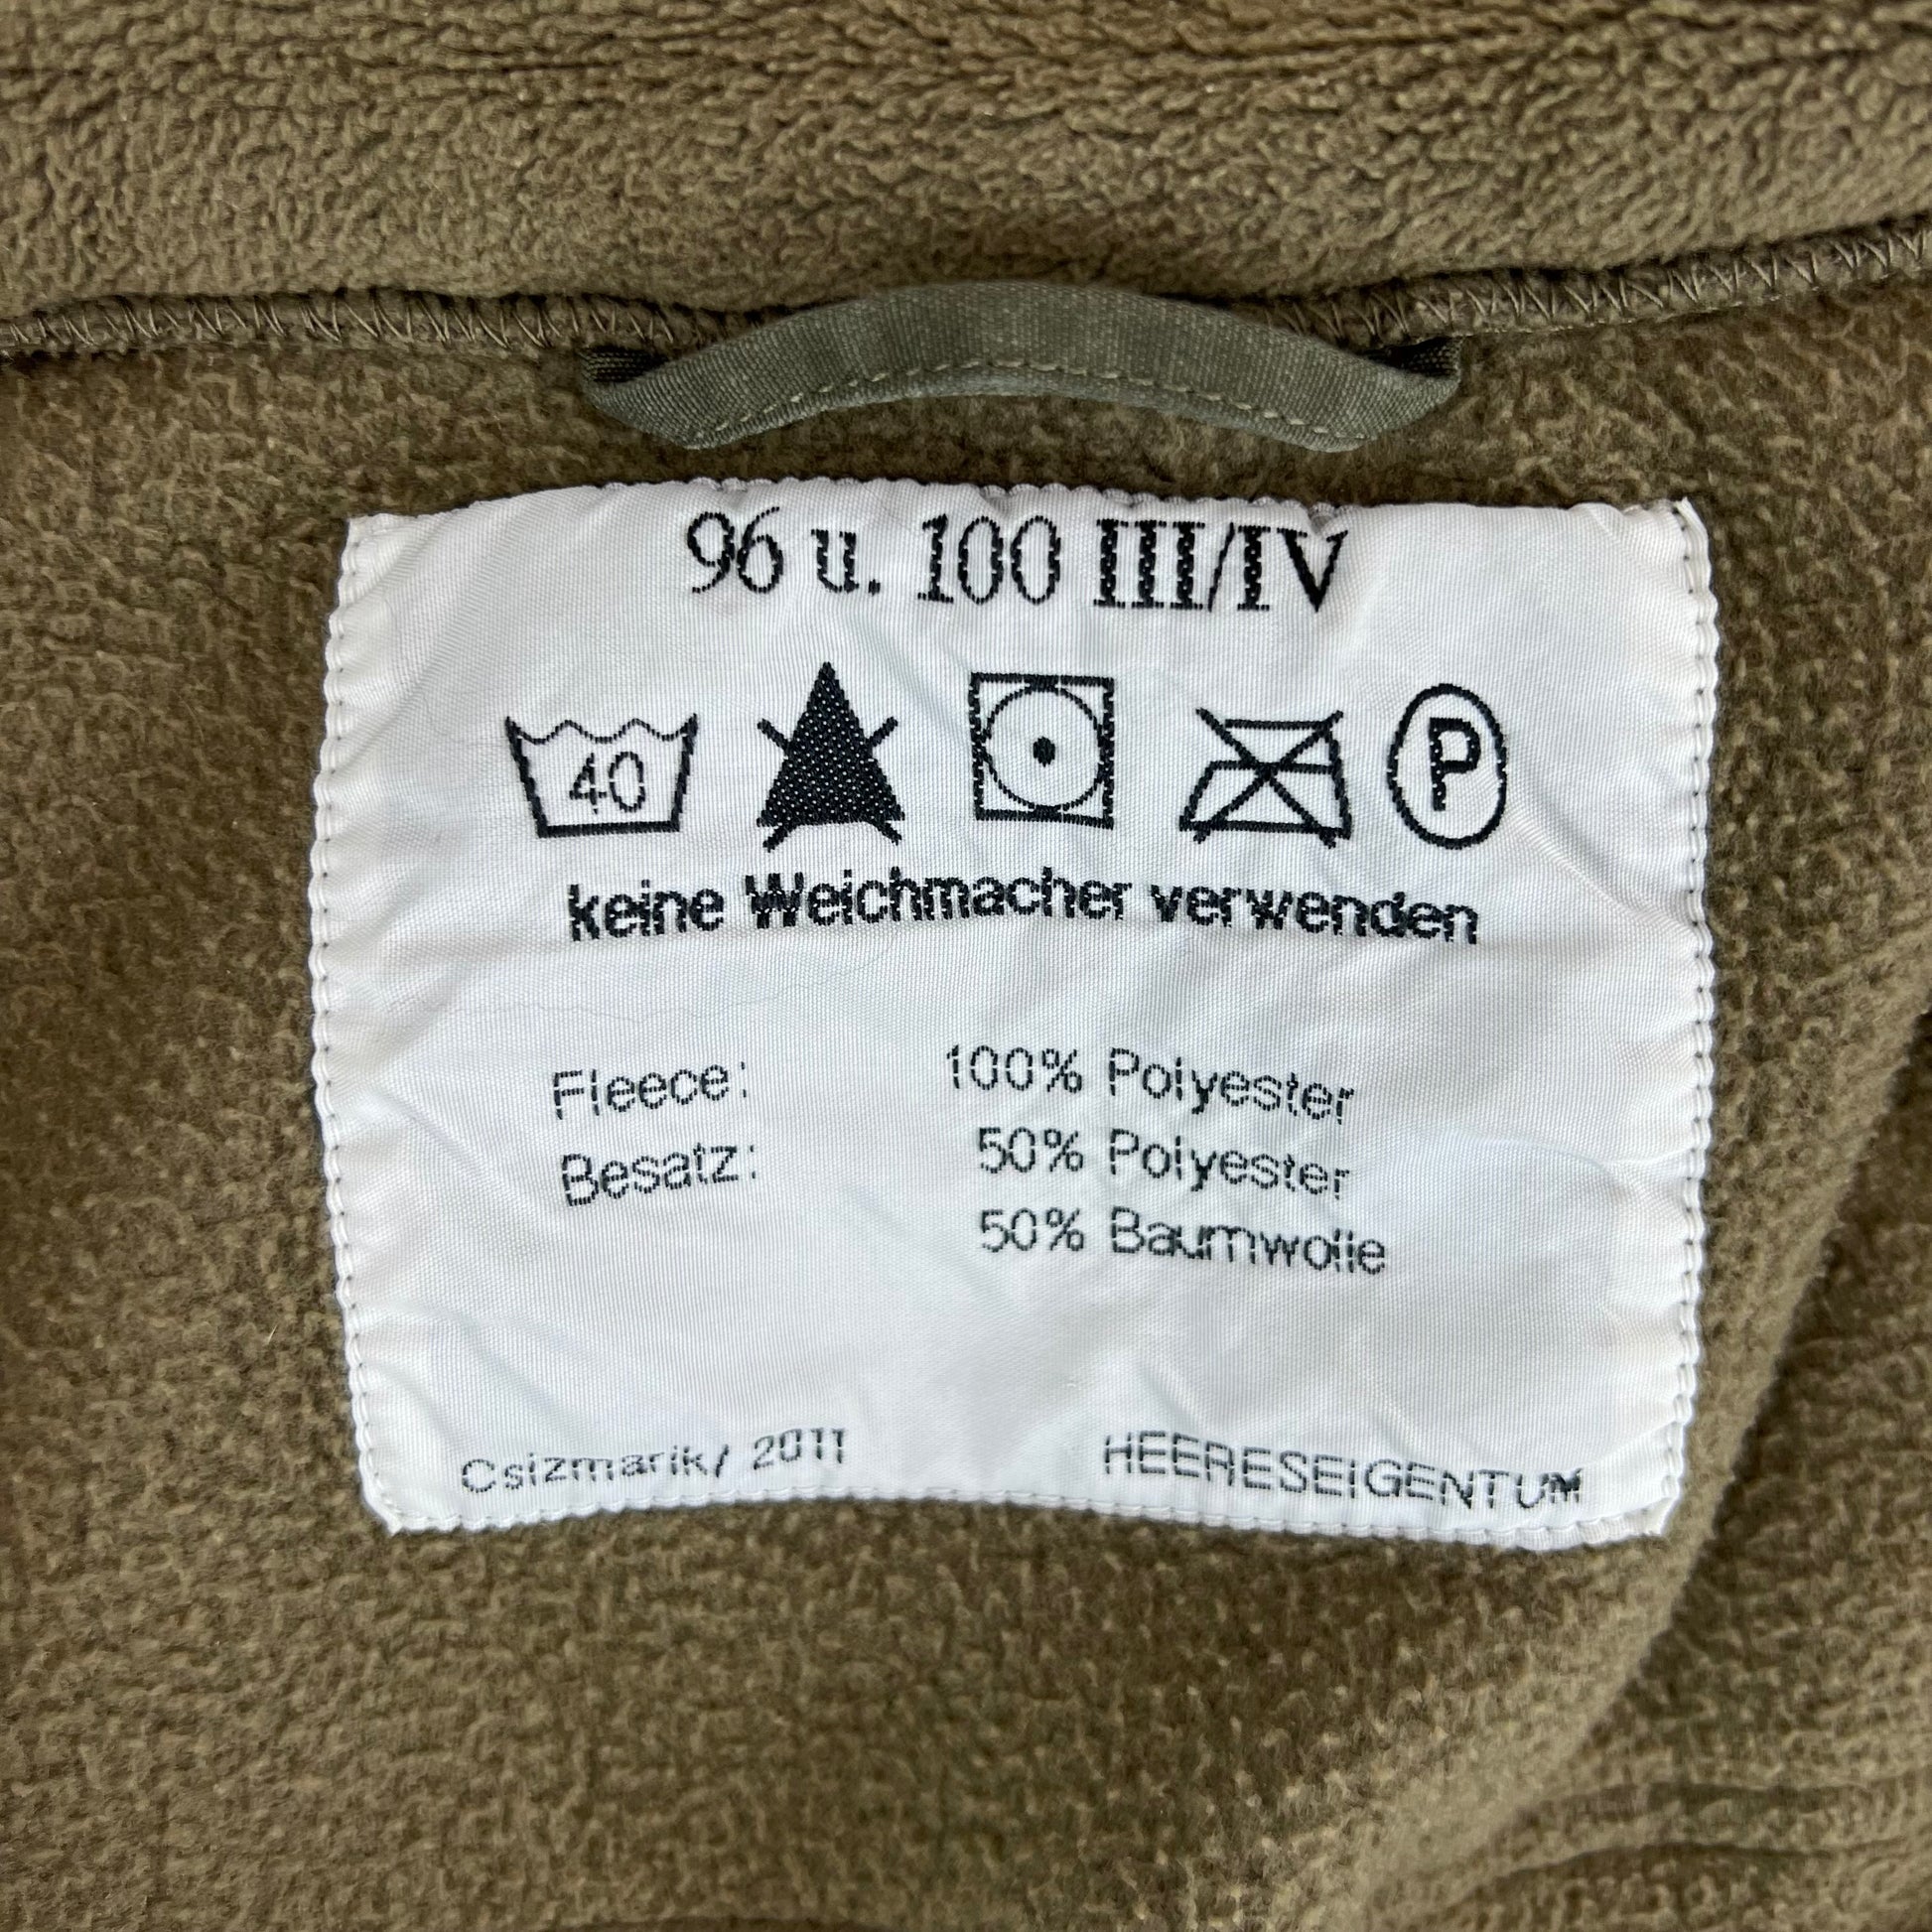 96 u. 100 III/IV
40 P
keine Weichmacher verwenden
Fleece: 100% Polyester
Besatz: 50% Polyester
50% Baumwolle
Csizmarik/ 2011 HEERESEIGENTUM